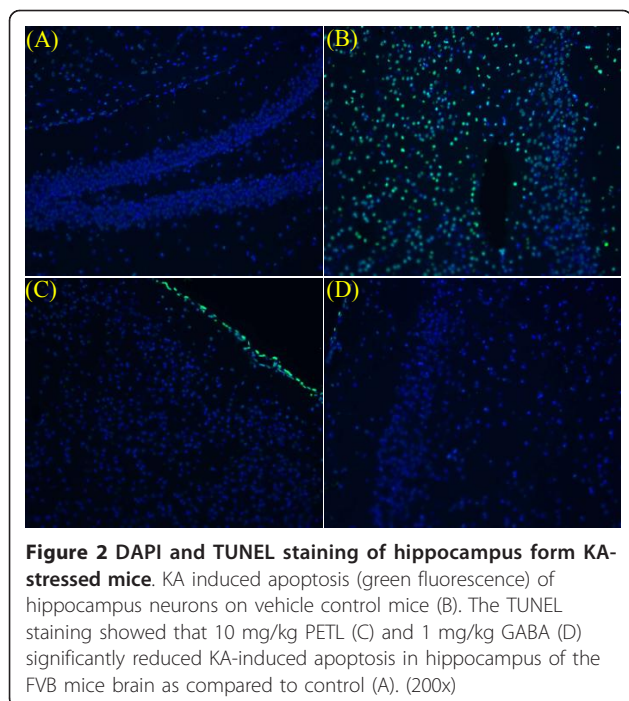 (A)
(B)
(C)
(D)
Figure 2 DAPI and TUNEL staining of hippocampus form KA-
stressed mice. KA induced apoptosis (green fluorescence) of
hippocampus neurons on vehicle control mice (B). The TUNEL
staining showed that 10 mg/kg PETL (C) and 1 mg/kg GABA (D)
significantly reduced KA-induced apoptosis in hippocampus of the
FVB mice brain as compared to control (A). (200x)